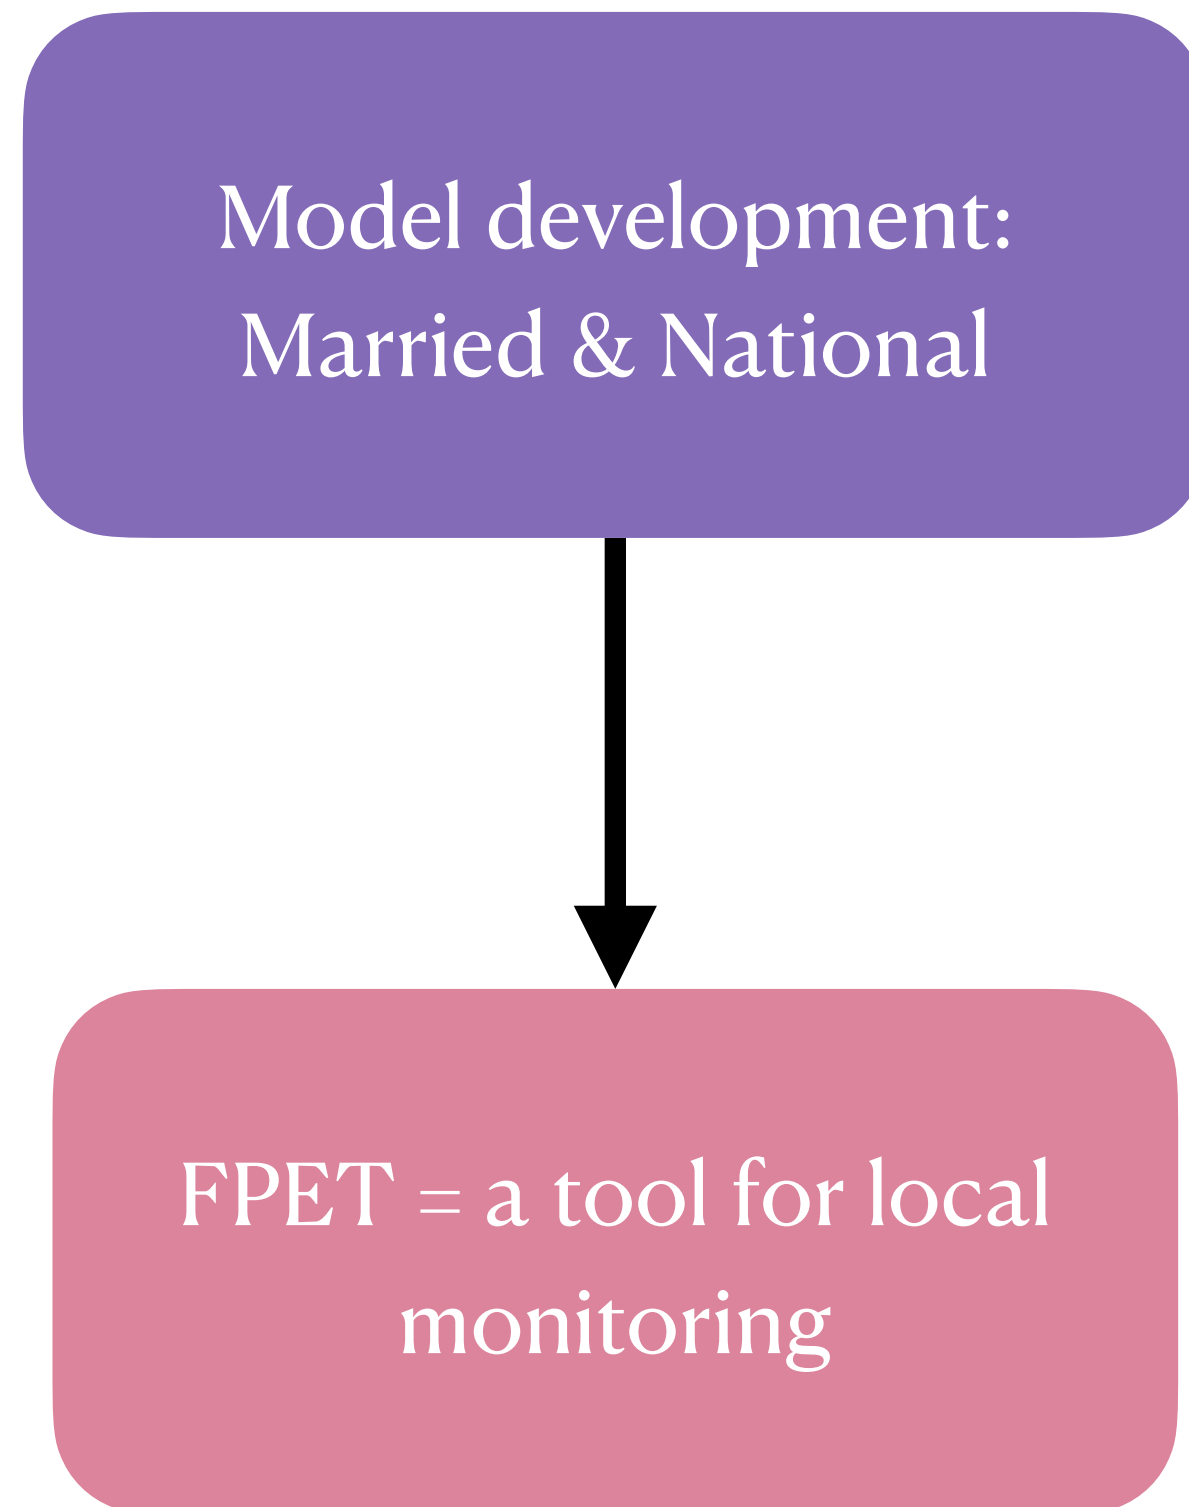 Model development:
Married & National
FPET = a tool for local
monitoring